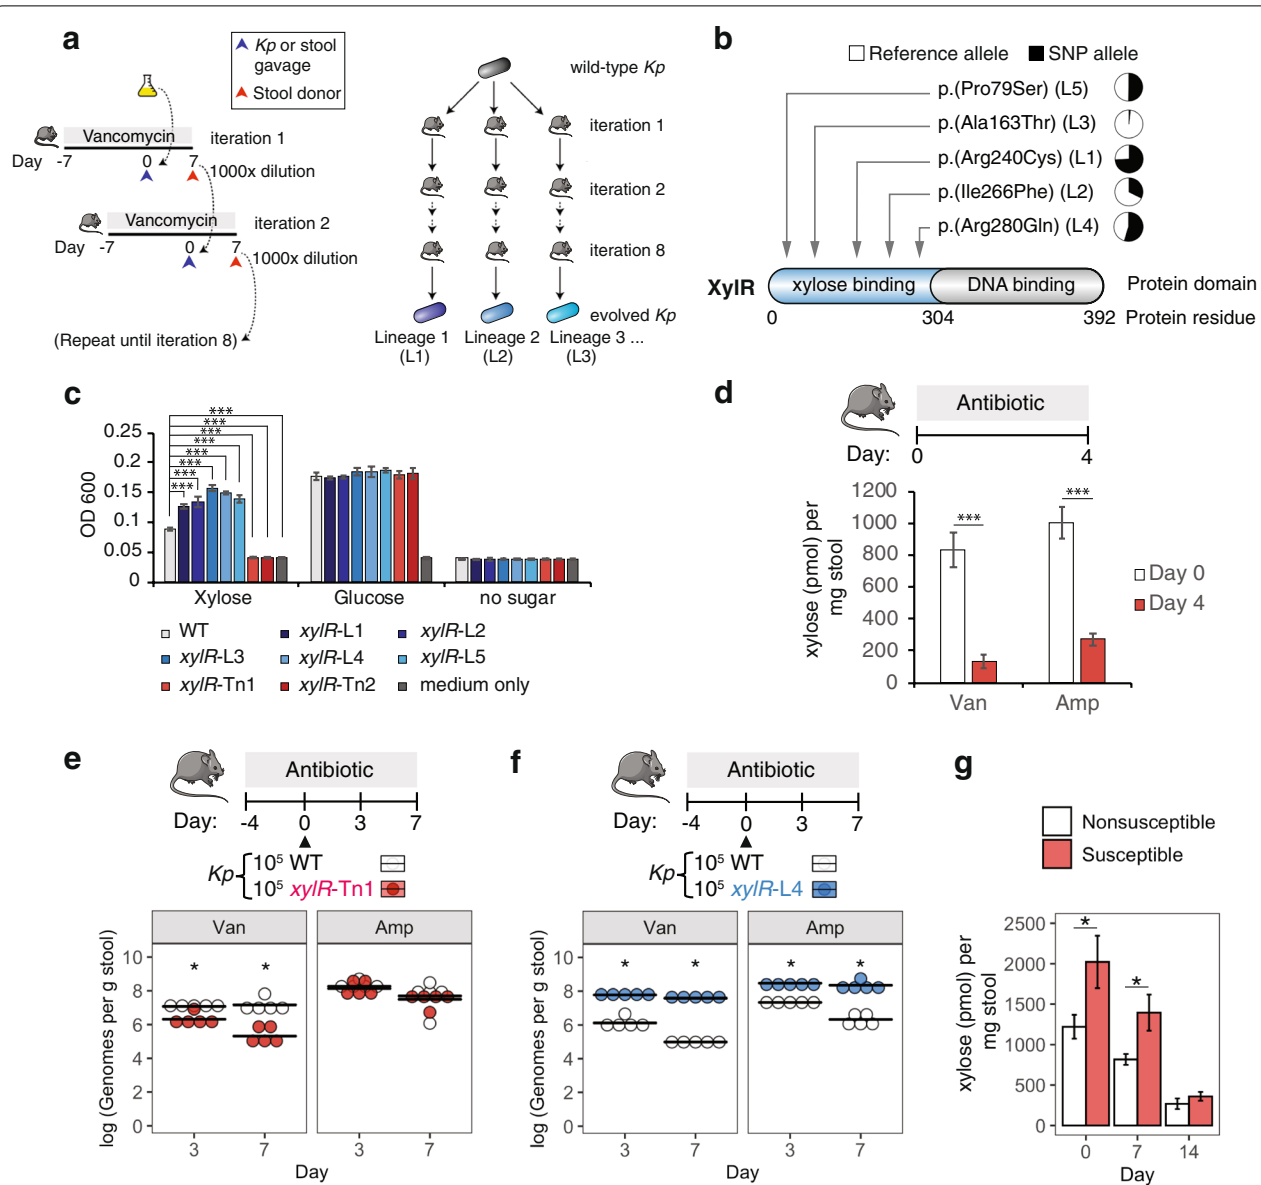 a
Kp or stool gavage
Stool donor
Vancomycin
iteration 1
Day -7 0 7
1000x dilution
Vancomycin
iteration 2
Day -7 0 7
1000x dilution
(Repeat until iteration 8)
wild-type Kp
iteration 1
iteration 2
iteration 8
evolved Kp
Lineage 1 (L1)
Lineage 2 (L2)
Lineage 3 ... (L3)
b
Reference allele SNP allele
p.(Pro79Ser) (L5)
p.(Ala163Thr) (L3)
p.(Arg240Cys) (L1)
p.(Ile266Phe) (L2)
p.(Arg280Gln) (L4)
XylR xylose binding DNA binding Protein domain
0 304 392 Protein residue
c
OD 600
0.25
0.2
0.15
0.1
0.05
0
***
***
***
***
***
***
***
***
Xylose Glucose no sugar
WT xylR-L1 xylR-L2
xylR-L3 xylR-L4 xylR-L5
xylR-Tn1 xylR-Tn2 medium only
d
Antibiotic
Day: 0 4
xylose (pmol) per mg stool
1200
1000
800
600
400
200
0
*** ***
Van Amp
Day 0
Day 4
e
Antibiotic
Day: -4 0 3 7
Kp
10⁵ WT
10⁵ xylR-Tn1
Van Amp
log (Genomes per g stool)
10
8
6
4
2
0
* *
3 7 3 7
Day
f
Antibiotic
Day: -4 0 3 7
Kp
10⁵ WT
10⁵ xylR-L4
Van Amp
log (Genomes per g stool)
10
8
6
4
2
0
* * * *
3 7 3 7
Day
g
Nonsusceptible
Susceptible
xylose (pmol) per mg stool
2500
2000
1500
1000
500
0
* *
0 7 14
Day